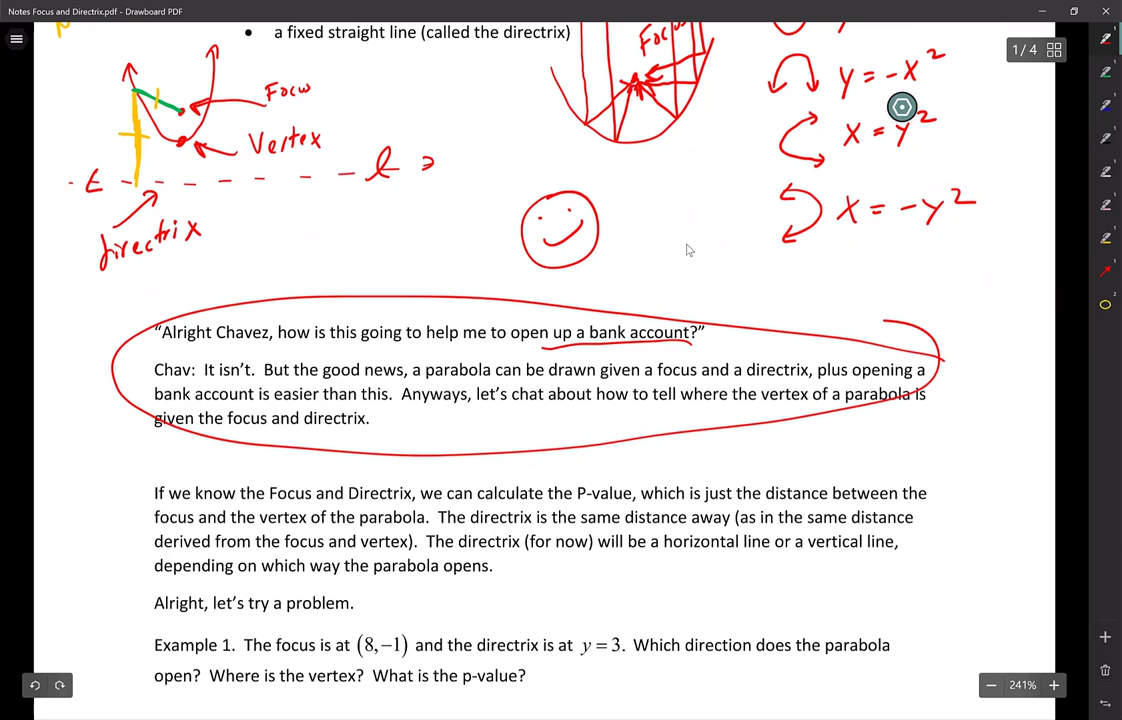 Notes Focus and Directrix.pdf - Drawboard PDF
• a fixed straight line (called the directrix)
1 / 4
Focus
Focus
Vertex
directrix
y = -x²
x = y²
x = -y²
“Alright Chavez, how is this going to help me to open up a bank account?”
Chav: It isn’t. But the good news, a parabola can be drawn given a focus and a directrix, plus opening a
bank account is easier than this. Anyways, let’s chat about how to tell where the vertex of a parabola is
given the focus and directrix.
If we know the Focus and Directrix, we can calculate the P-value, which is just the distance between the
focus and the vertex of the parabola. The directrix is the same distance away (as in the same distance
derived from the focus and vertex). The directrix (for now) will be a horizontal line or a vertical line,
depending on which way the parabola opens.
Alright, let’s try a problem.
Example 1. The focus is at (8,−1) and the directrix is at y = 3. Which direction does the parabola
open? Where is the vertex? What is the p-value?
241%